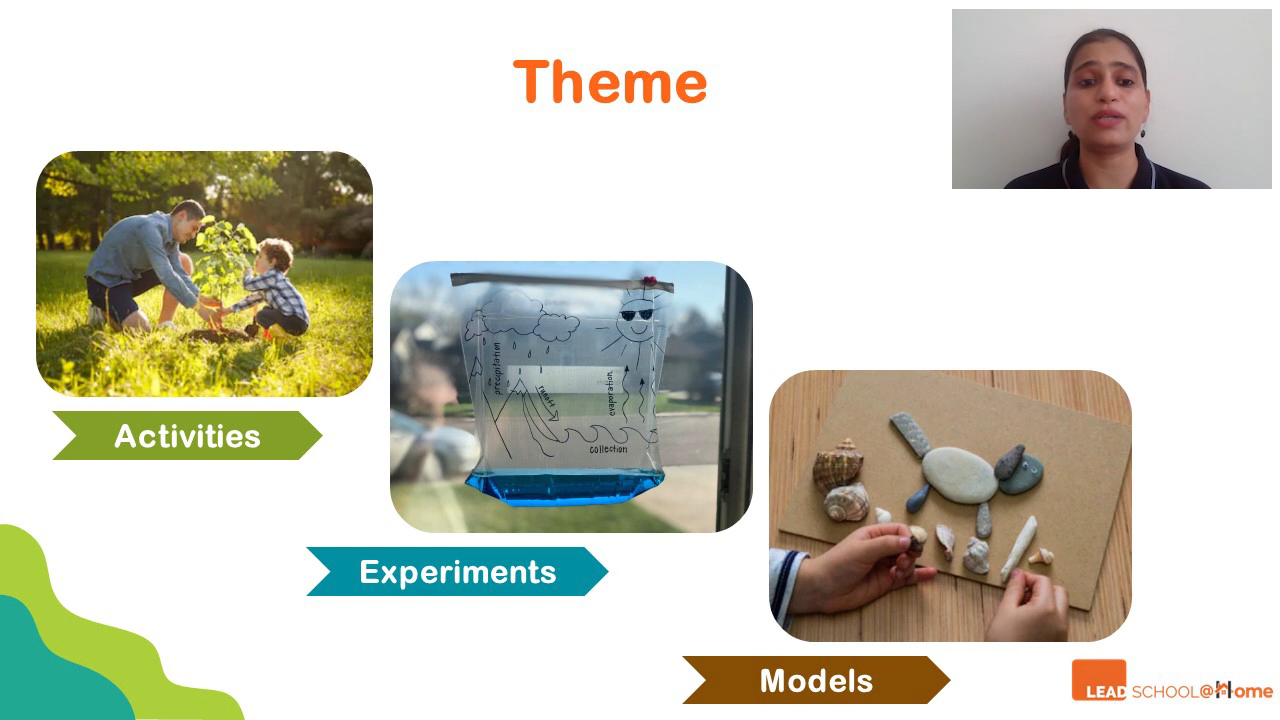 Theme
Activities
precipitation
runoff
evaporation
collection
Experiments
Models
LEAD SCHOOL@Home